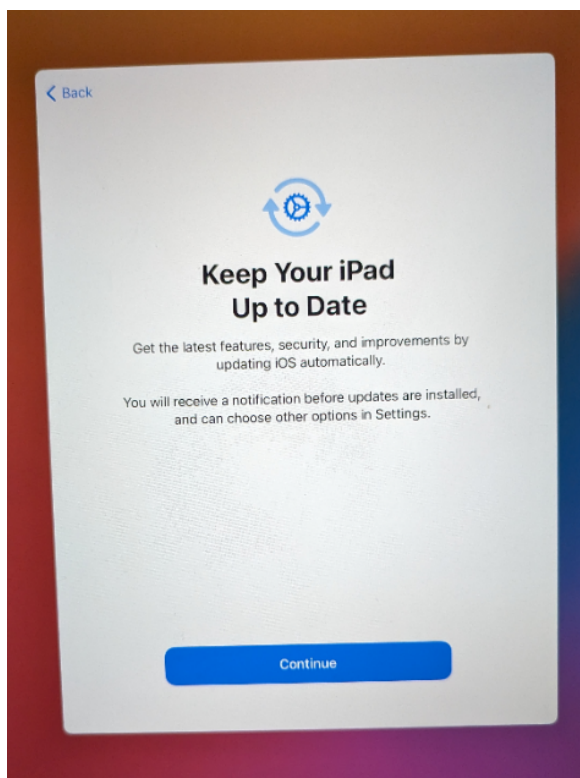 Back
Keep Your iPad
Up to Date
Get the latest features, security, and improvements by
updating iOS automatically.
You will receive a notification before updates are installed,
and can choose other options in Settings.
Continue